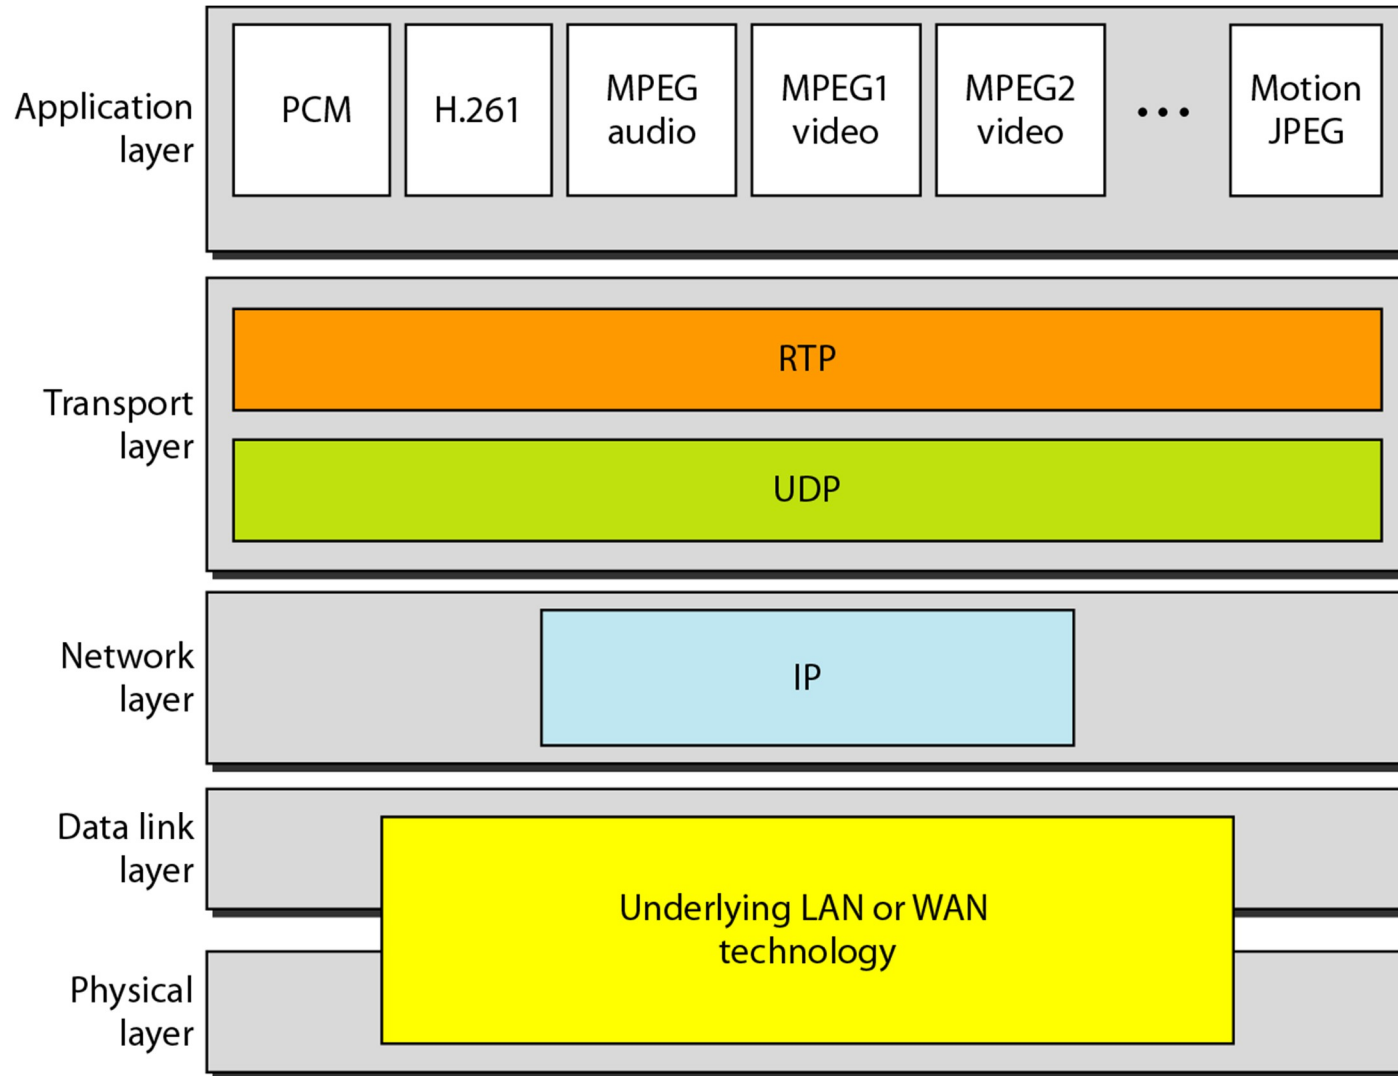 Application
layer
PCM
H.261
MPEG
audio
MPEG1
video
MPEG2
video
...
Motion
JPEG
Transport
layer
RTP
UDP
Network
layer
IP
Data link
layer
Underlying LAN or WAN
technology
Physical
layer